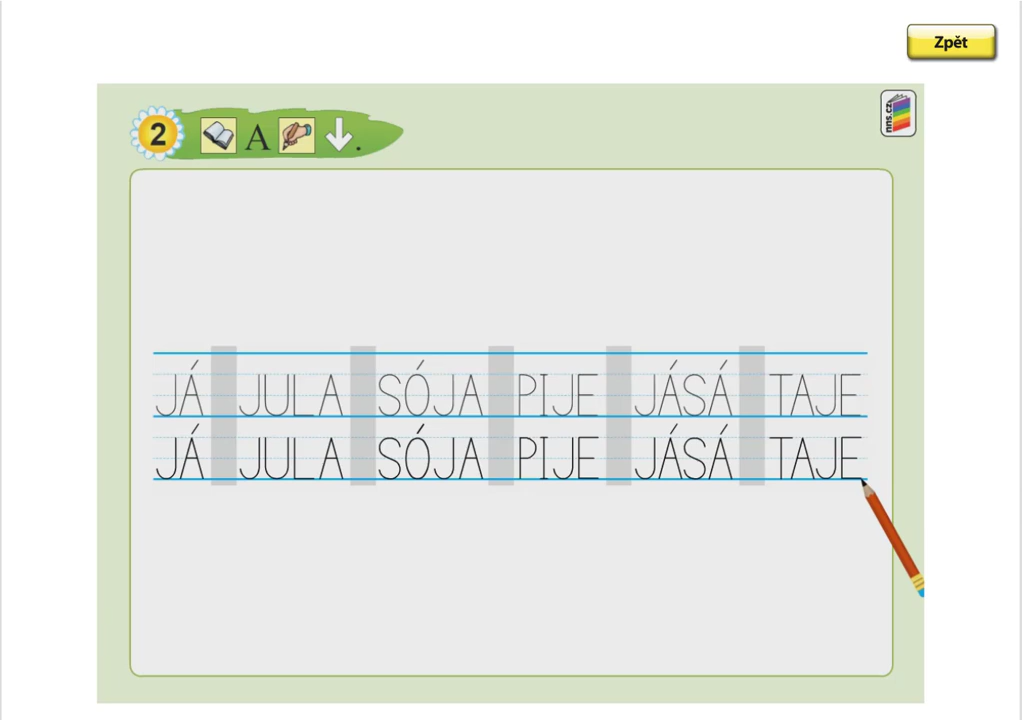 Zpět
nns.cz
2 A .
JÁ JULA SÓJA PIJE JÁSÁ TAJE
JÁ JULA SÓJA PIJE JÁSÁ TAJE